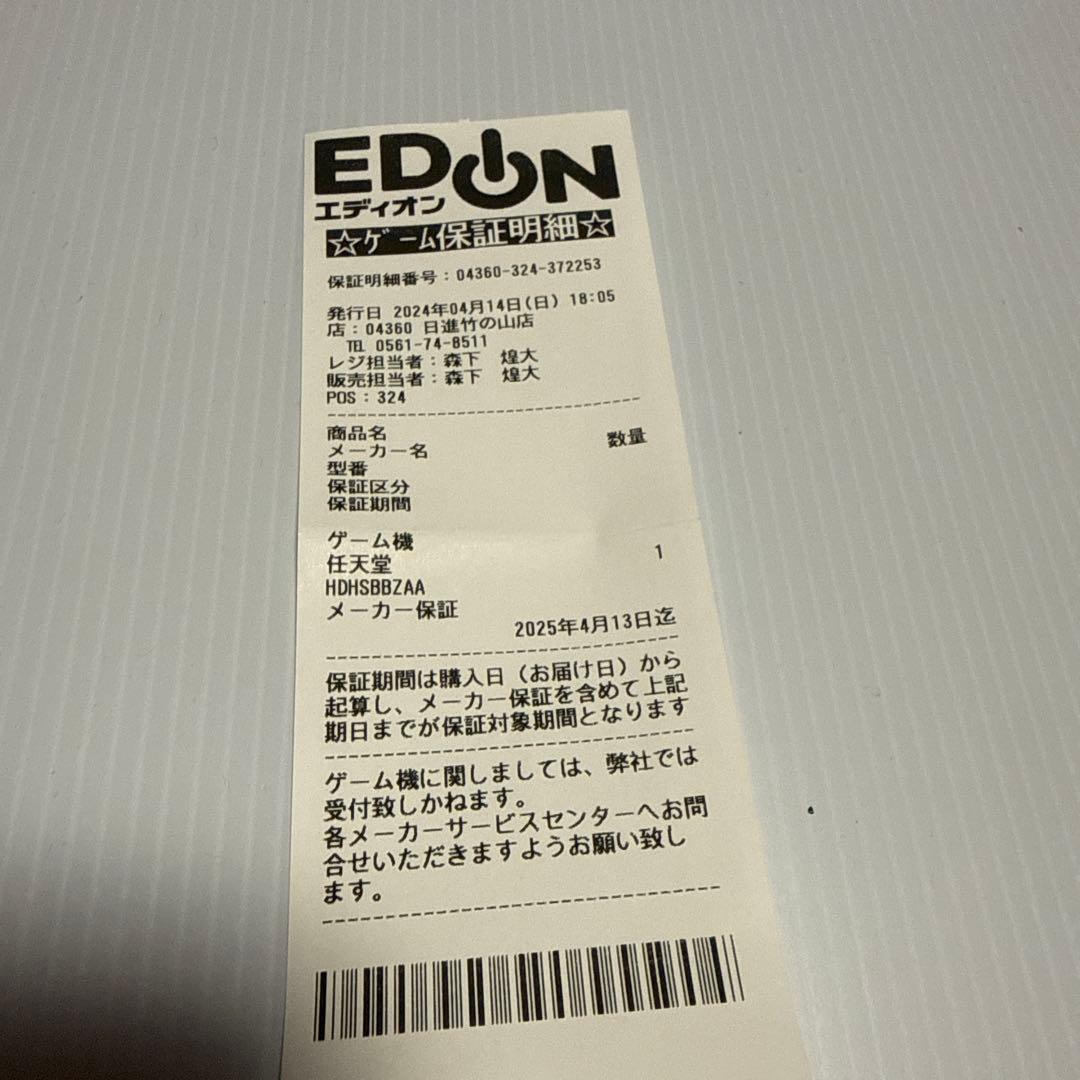 EDION
エディオン
☆ゲーム保証明細☆
保証明細番号：04360-324-372253
発行日 2024年04月14日(日) 18:05
店：04360 日進竹の山店
TEL 0561-74-8511
レジ担当者：森下 煌大
販売担当者：森下 煌大
POS：324
商品名
メーカー名 数量
型番
保証区分
保証期間
ゲーム機
任天堂 1
HDHSBBZAA
メーカー保証
2025年4月13日迄
保証期間は購入日（お届け日）から
起算し、メーカー保証を含めて上記
期日までが保証対象期間となります
ゲーム機に関しましては、弊社では
受付致しかねます。
各メーカーサービスセンターへお問
合せいただきますようお願い致し
ます。